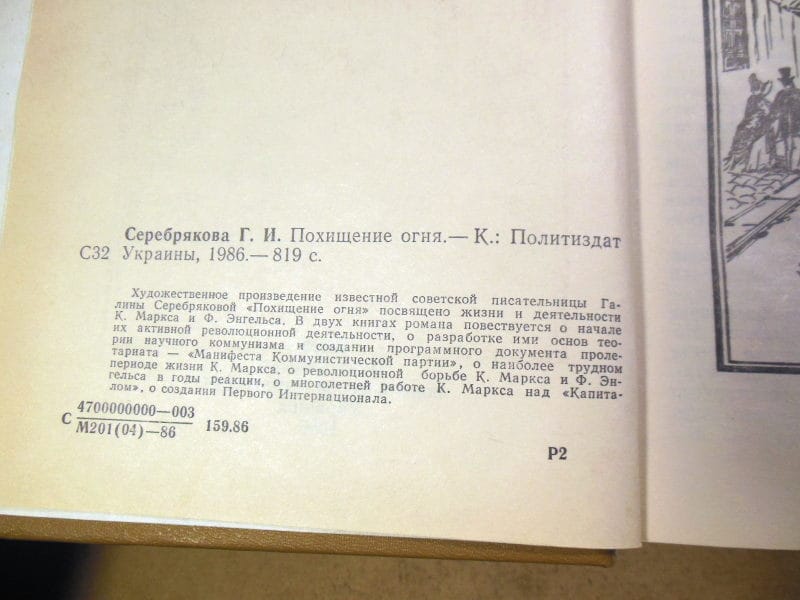 Серебрякова Г. И. Похищение огня.— К.: Политиздат
С32 Украины, 1986.— 819 с.
Художественное произведение известной советской писательницы Га-
лины Серебряковой «Похищение огня» посвящено жизни и деятельности
К. Маркса и Ф. Энгельса. В двух книгах романа повествуется о начале
их активной революционной деятельности, о разработке ими основ тео-
рии научного коммунизма и создании программного документа проле-
тариата — «Манифеста Коммунистической партии», о наиболее трудном
периоде жизни К. Маркса, о революционной борьбе К. Маркса и Ф. Эн-
гельса в годы реакции, о многолетней работе К. Маркса над «Капита-
лом», о создании Первого Интернационала.
С 4700000000—003
М201(04)—86 159.86
Р2